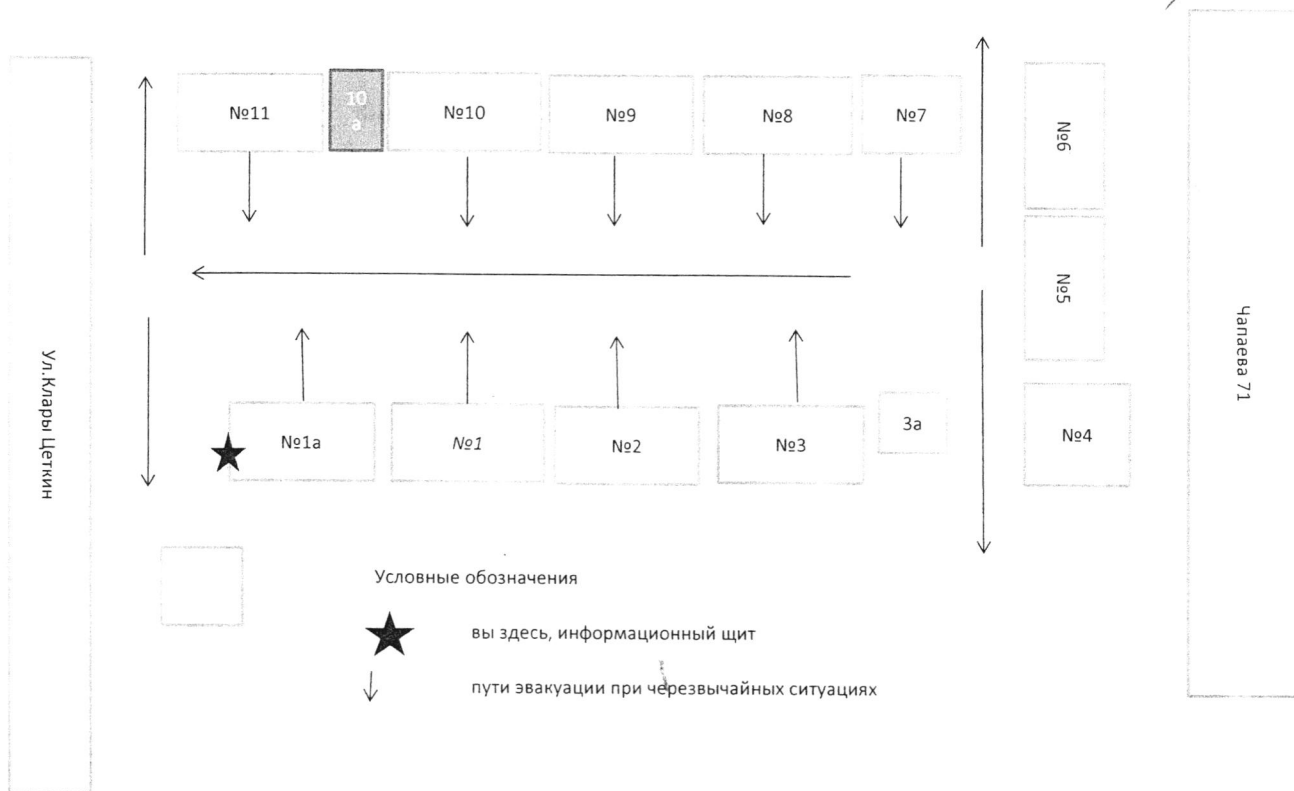 №11
10
а
№10
№9
№8
№7
№6
№5
Чапаева 71
Ул.Клары Цеткин
№1а
№1
№2
№3
3а
№4
Условные обозначения
вы здесь, информационный щит
пути эвакуации при черезвычайных ситуациях